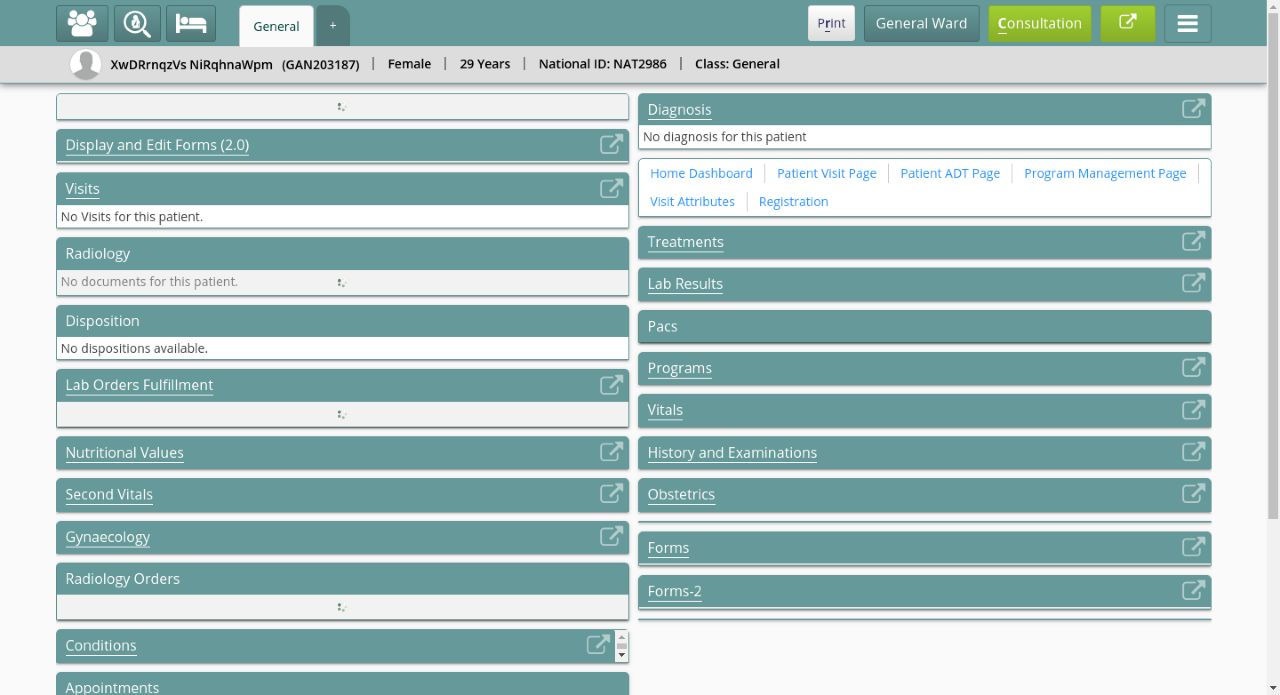 General
+
Print
General Ward
Consultation
XwDRrnqzVs NiRqhnaWpm (GAN203187) | Female | 29 Years | National ID: NAT2986 | Class: General
Display and Edit Forms (2.0)
Visits
No Visits for this patient.
Radiology
No documents for this patient.
Disposition
No dispositions available.
Lab Orders Fulfillment
Nutritional Values
Second Vitals
Gynaecology
Radiology Orders
Conditions
Appointments
Diagnosis
No diagnosis for this patient
Home Dashboard | Patient Visit Page | Patient ADT Page | Program Management Page |
Visit Attributes | Registration
Treatments
Lab Results
Pacs
Programs
Vitals
History and Examinations
Obstetrics
Forms
Forms-2